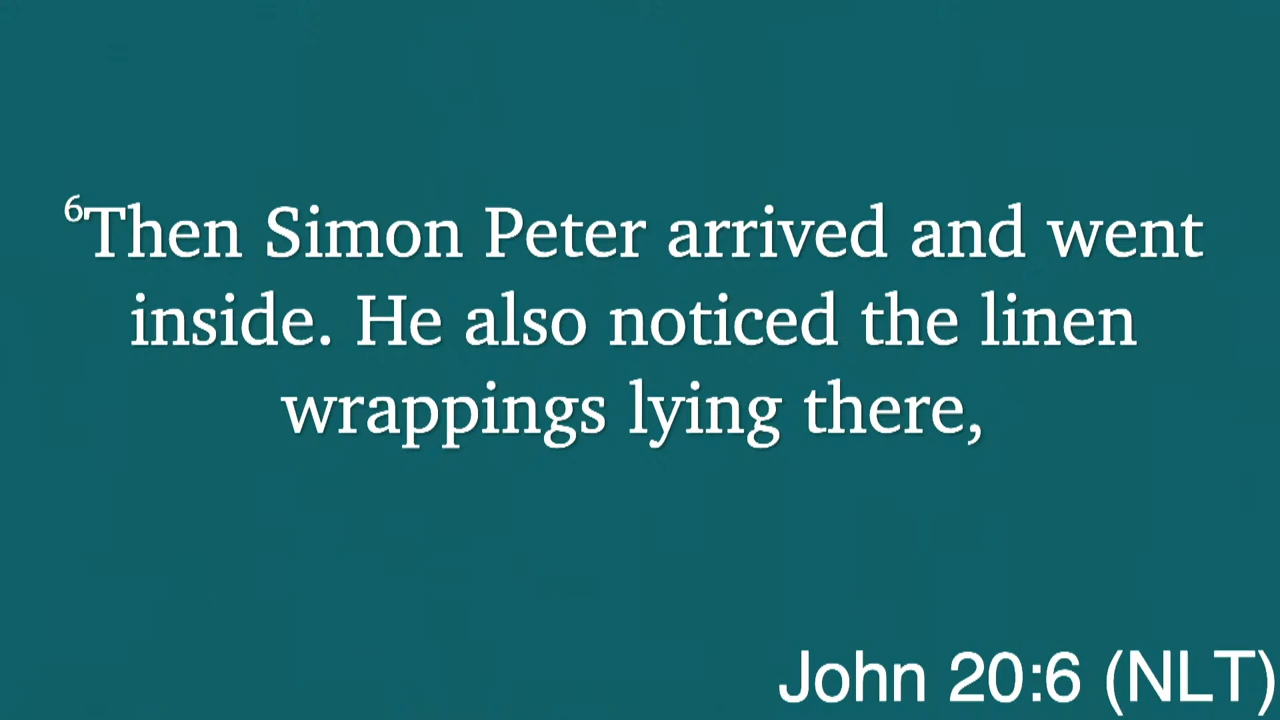 ⁶Then Simon Peter arrived and went
inside. He also noticed the linen
wrappings lying there,
John 20:6 (NLT)